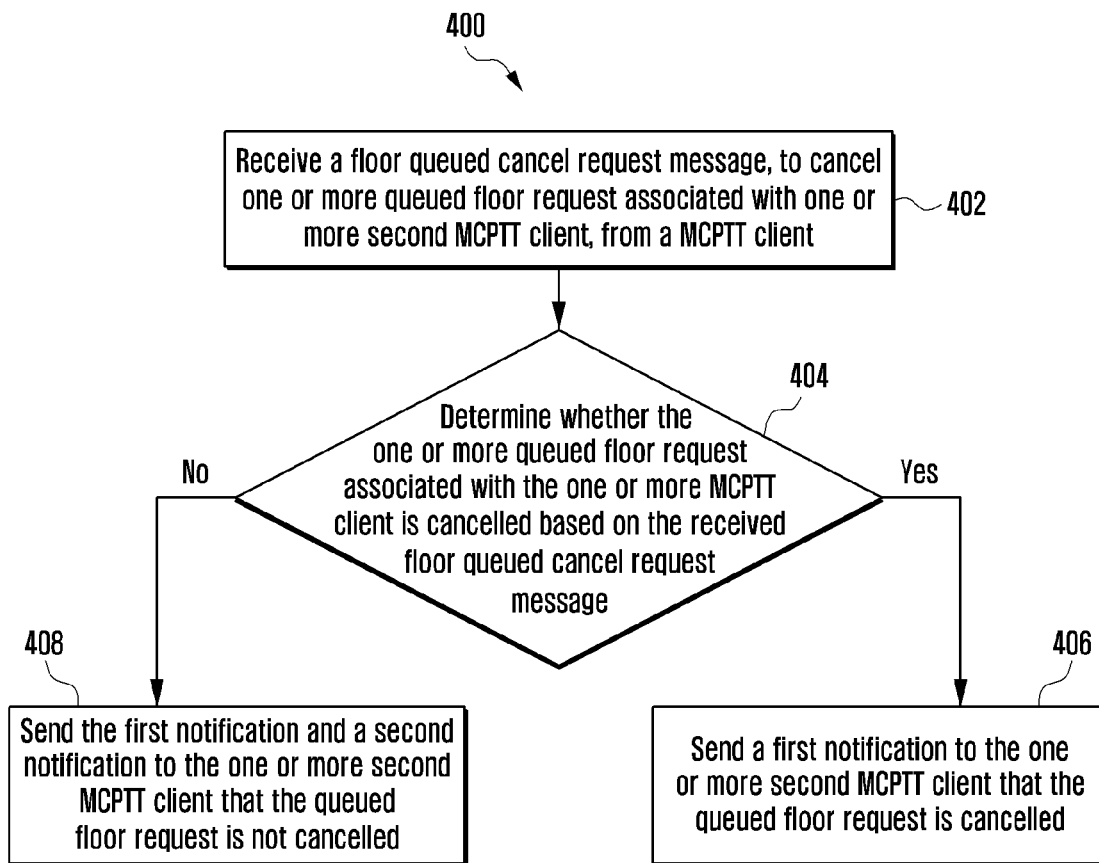 400
Receive a floor queued cancel request message, to cancel
one or more queued floor request associated with one or
more second MCPTT client, from a MCPTT client
402
404
Determine whether the
one or more queued floor request
associated with the one or more MCPTT
client is cancelled based on the received
floor queued cancel request
message
No
Yes
408
Send the first notification and a second
notification to the one or more second
MCPTT client that the queued
floor request is not cancelled
406
Send a first notification to the one
or more second MCPTT client that the
queued floor request is cancelled